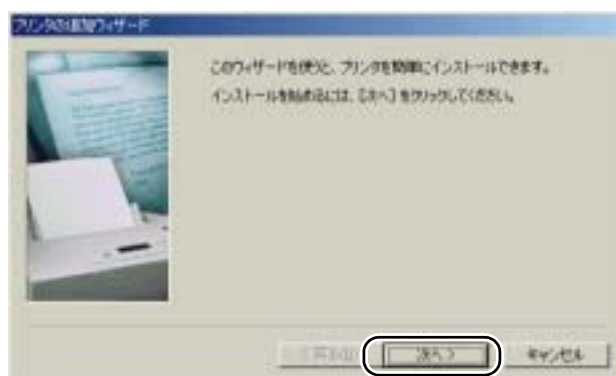 プリンタの追加ウィザード
このウィザードを使うと、プリンタを簡単にインストールできます。
インストールを始めるには、[次へ] をクリックしてください。
< 戻る(B)
次へ >
キャンセル